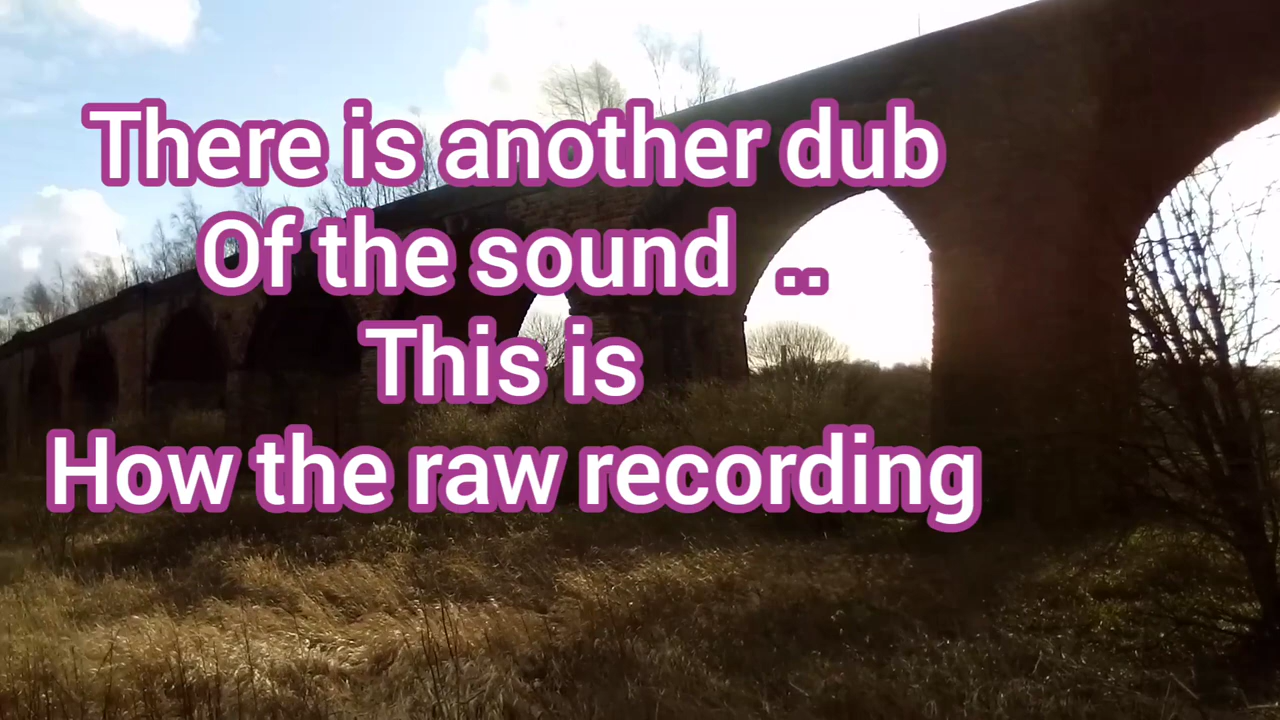 There is another dub
Of the sound  ..
This is
How the raw recording